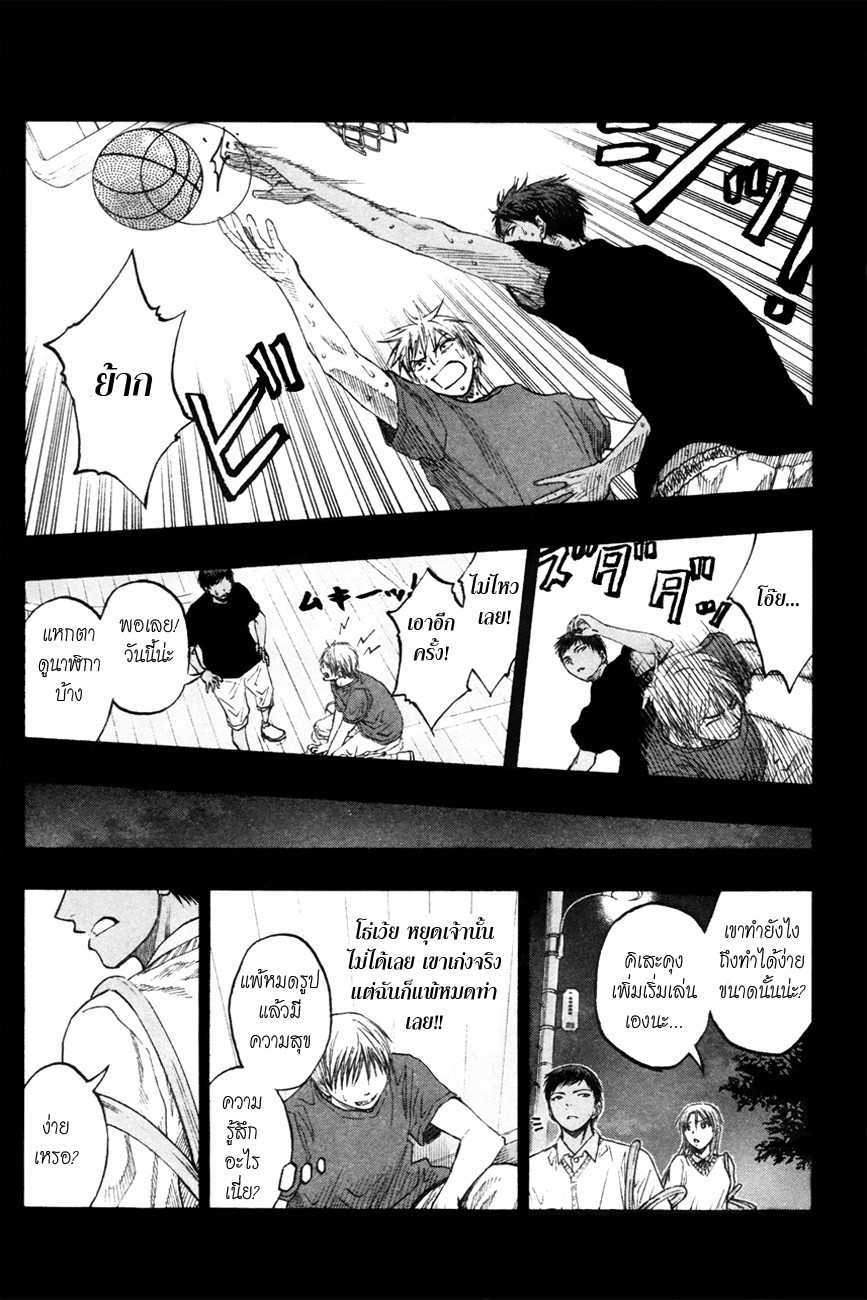 ย้าก
ビ
โอ๊ย...
ไม่ไหว
เลย!
เอาอีก
ครั้ง!
ムキーッ!
พอเลย!
วันนี้น่ะ
แหกตา
ดูนาฬิกา
บ้าง
เขาทำยังไง
ถึงทำได้ง่าย
ขนาดนั้นน่ะ?
คิเสะคุง
เพิ่มเริ่มเล่น
เองนะ...
โธ่เว้ย หยุดเจ้านั้น
ไม่ได้เลย เขาเก่งจริง
แต่ฉันก็แพ้หมดท่า
เลย!!
แพ้หมดรูป
แล้วมี
ความสุข
ความ
รู้สึก
อะไร
เนี่ย?
ง่าย
เหรอ?